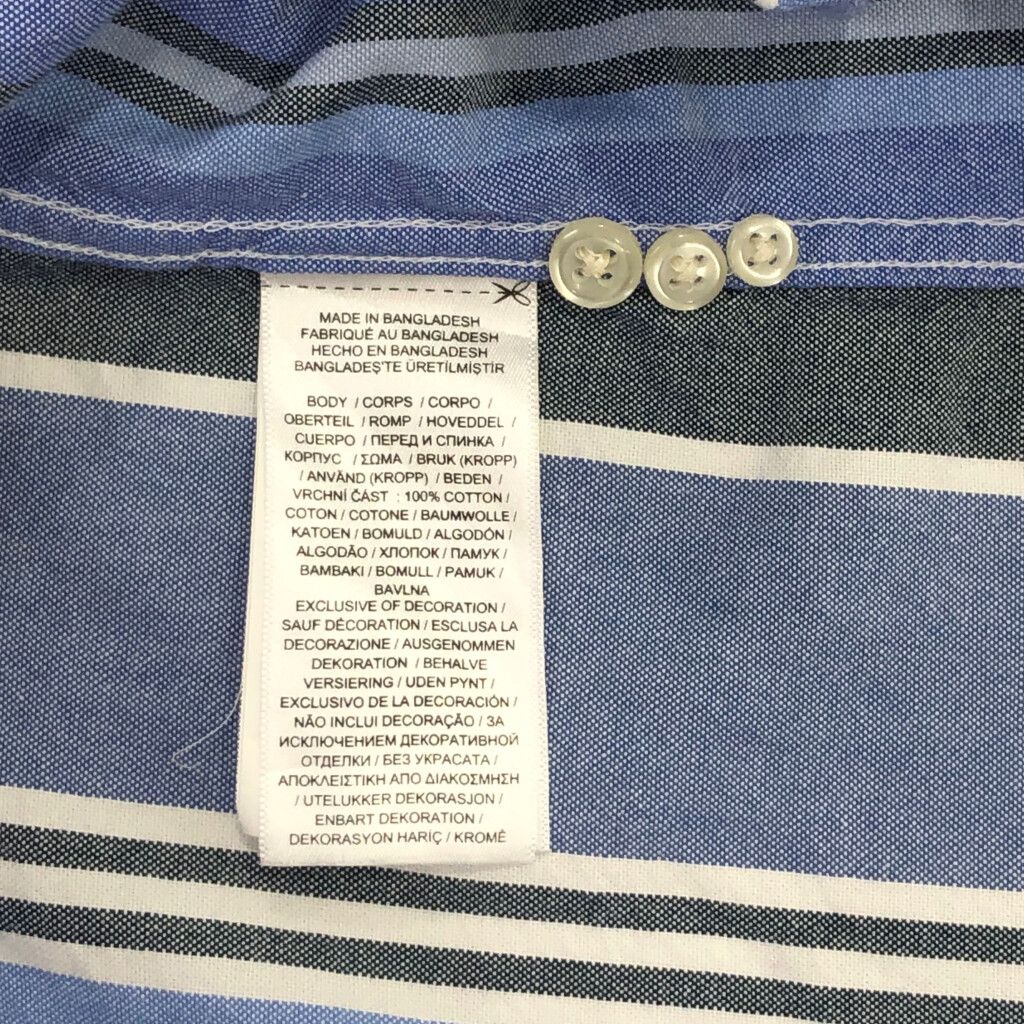 MADE IN BANGLADESH
FABRIQUÉ AU BANGLADESH
HECHO EN BANGLADESH
BANGLADEŞ'TE ÜRETİLMİŞTİR
BODY / CORPS / CORPO /
OBERTEIL / ROMP / HOVEDDEL /
CUERPO / ПЕРЕД И СПИНКА /
КОРПУС / ΣΩΜΑ / BRUK (KROPP)
/ ANVÄND (KROPP) / BEDEN /
VRCHNÍ ČÁST : 100% COTTON /
COTON / COTONE / BAUMWOLLE /
KATOEN / BOMULD / ALGODÓN /
ALGODÃO / ХЛОПОК / ПАМУК /
BAMBAKI / BOMULL / PAMUK /
BAVLNA
EXCLUSIVE OF DECORATION /
SAUF DÉCORATION / ESCLUSA LA
DECORAZIONE / AUSGENOMMEN
DEKORATION / BEHALVE
VERSIERING / UDEN PYNT /
EXCLUSIVO DE LA DECORACIÓN /
NÃO INCLUI DECORAÇÃO / ЗА
ИСКЛЮЧЕНИЕМ ДЕКОРАТИВНОЙ
ОТДЕЛКИ / БЕЗ УКРАСАТА /
ΑΠΟΚΛΕΙΣΤΙΚΗ ΑΠΟ ΔΙΑΚΟΣΜΗΣΗ
/ UTELUKKER DEKORASJON /
ENBART DEKORATION /
DEKORASYON HARİÇ / KROMĚ